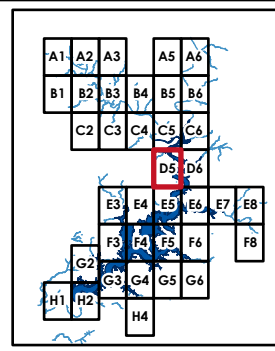 A1 A2 A3 A5 A6
B1 B2 B3 B4 B5 B6
C2 C3 C4 C5 C6
D5 D6
E3 E4 E5 E6 E7 E8
F3 F4 F5 F6 F8
G2 G3 G4 G5 G6
H1 H2 H4